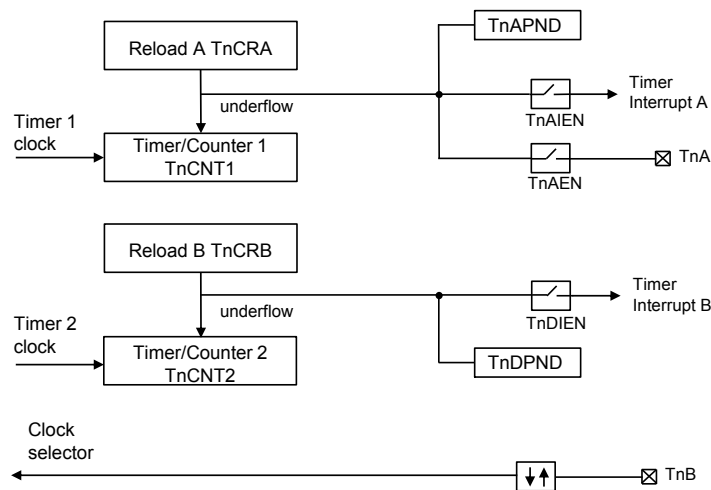 Reload A TnCRA
TnAPND
underflow
TnAIEN
Timer
Interrupt A
Timer 1
clock
Timer/Counter 1
TnCNT1
TnAEN
TnA
Reload B TnCRB
underflow
TnDIEN
Timer
Interrupt B
Timer 2
clock
Timer/Counter 2
TnCNT2
TnDPND
Clock
selector
TnB